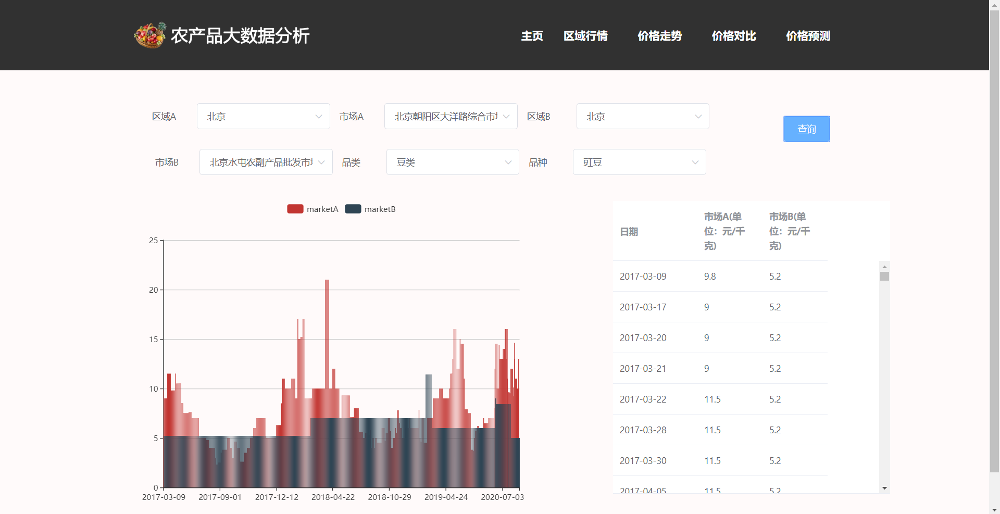 农产品大数据分析
主页 区域行情 价格走势 价格对比 价格预测
区域A 北京 市场A 北京朝阳区大洋路综合市 区域B 北京
查询
市场B 北京水屯农副产品批发市 品类 豆类 品种 豇豆
marketA marketB
25
20
15
10
5
0
2017-03-09 2017-09-01 2017-12-12 2018-04-22 2018-10-29 2019-04-24 2020-07-03
日期 市场A(单位：元/千克) 市场B(单位：元/千克)
2017-03-09 9.8 5.2
2017-03-17 9 5.2
2017-03-20 9 5.2
2017-03-21 9 5.2
2017-03-22 11.5 5.2
2017-03-28 11.5 5.2
2017-03-30 11.5 5.2
2017-04-05 11.5 5.2